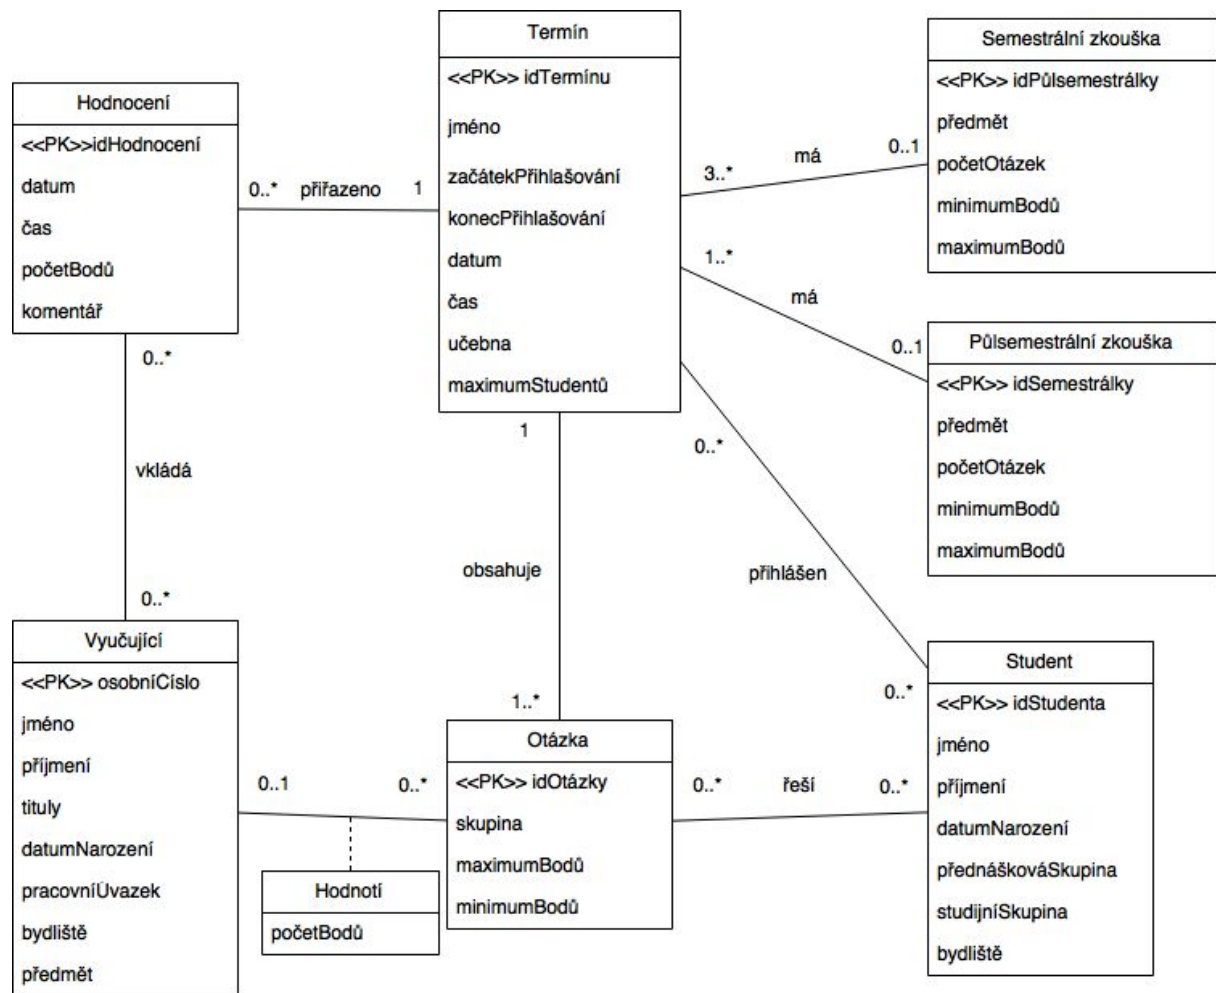 Termín
<<PK>> idTermínu
jméno
začátekPřihlašování
konecPřihlašování
datum
čas
učebna
maximumStudentů
Semestrální zkouška
<<PK>> idPůlsemestrálky
předmět
početOtázek
minimumBodů
maximumBodů
Hodnocení
<<PK>>idHodnocení
datum
čas
početBodů
komentář
0..*
přiřazeno
1
3..*
má
0..1
1..*
má
0..1
Půlsemestrální zkouška
<<PK>> idSemestrálky
předmět
početOtázek
minimumBodů
maximumBodů
0..*
vkládá
0..*
1
obsahuje
1..*
0..*
přihlášen
0..*
Vyučující
<<PK>> osobníCíslo
jméno
příjmení
tituly
datumNarození
pracovníÚvazek
bydliště
předmět
0..1
0..*
Hodnotí
početBodů
Otázka
<<PK>> idOtázky
skupina
maximumBodů
minimumBodů
0..*
řeší
0..*
Student
<<PK>> idStudenta
jméno
příjmení
datumNarození
přednáškováSkupina
studijníSkupina
bydliště